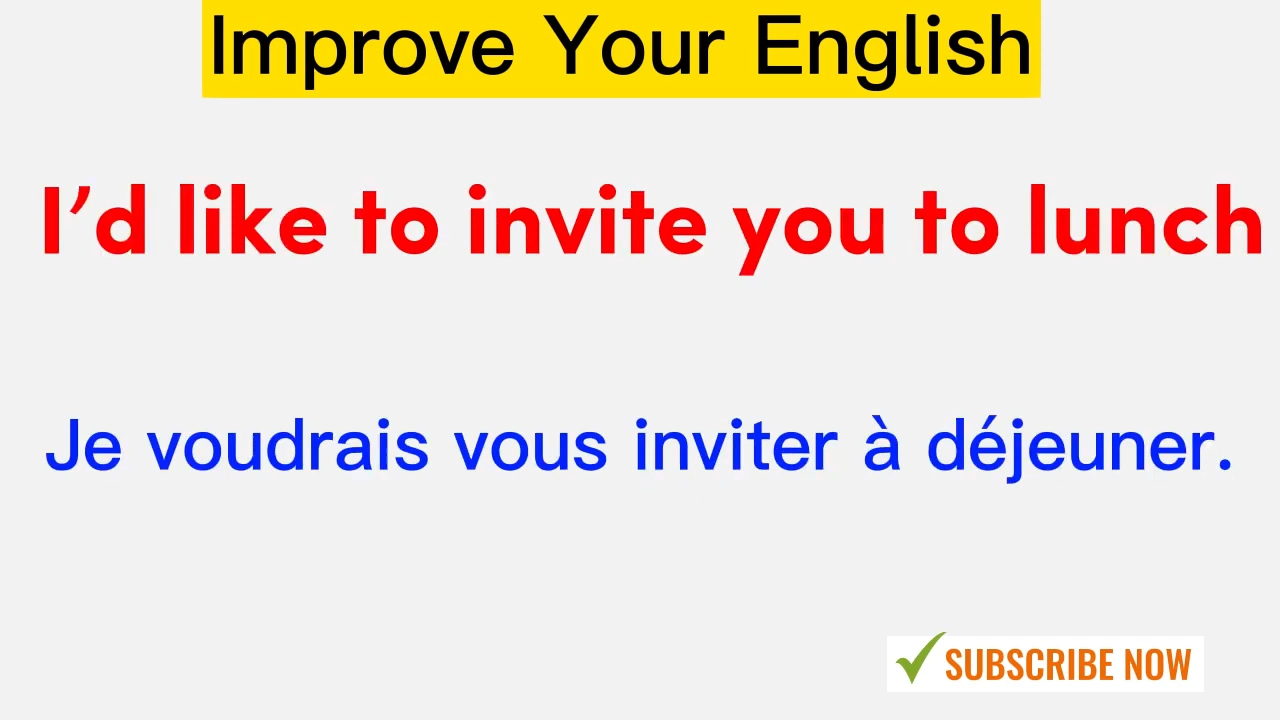 Improve Your English
I’d like to invite you to lunch
Je voudrais vous inviter à déjeuner.
SUBSCRIBE NOW